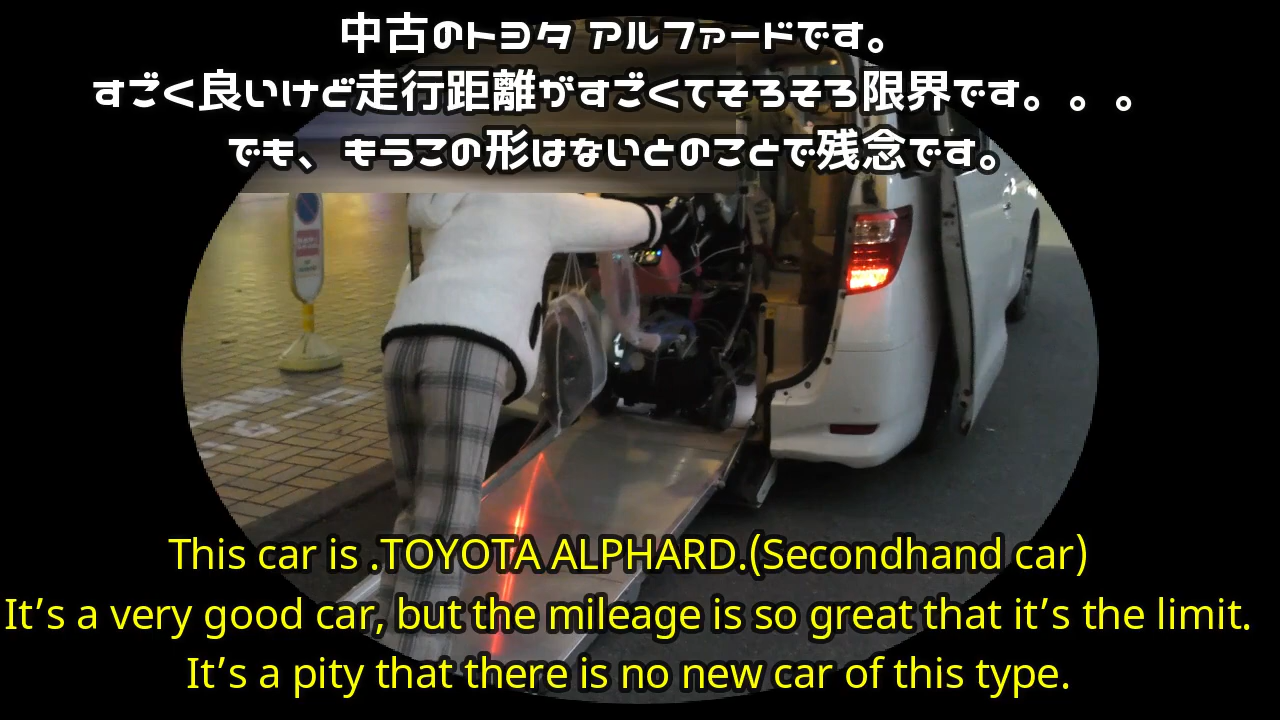 中古のトヨタ アルファードです。
すごく良いけど走行距離がすごくてそろそろ限界です。。。
でも、もうこの形はないとのことで残念です。
This car is .TOYOTA ALPHARD.(Secondhand car)
It’s a very good car, but the mileage is so great that it’s the limit.
It’s a pity that there is no new car of this type.